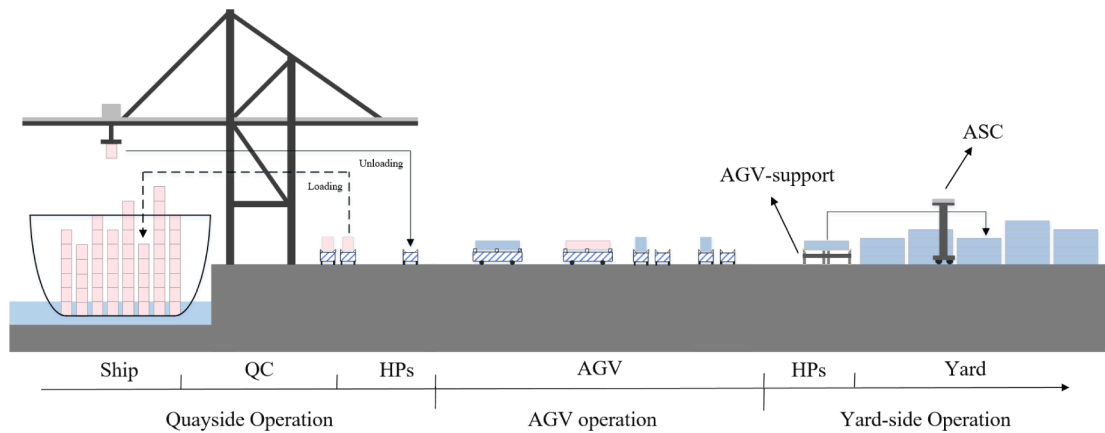 ASC
Unloading
AGV-support
Loading
Ship QC HPs AGV HPs Yard
Quayside Operation AGV operation Yard-side Operation